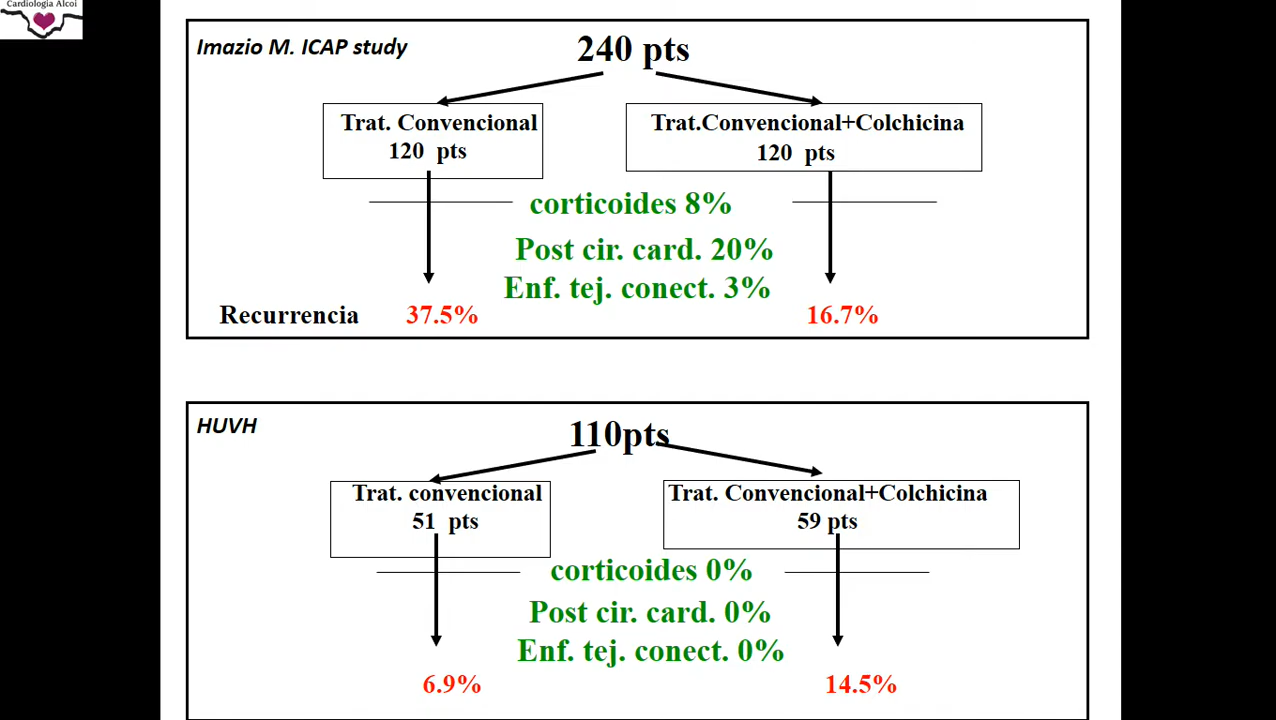 Cardiología Alcoi
Imazio M. ICAP study
240 pts
Trat. Convencional
120 pts
Trat.Convencional+Colchicina
120 pts
corticoides 8%
Post cir. card. 20%
Enf. tej. conect. 3%
Recurrencia 37.5% 16.7%
HUVH
110pts
Trat. convencional
51 pts
Trat. Convencional+Colchicina
59 pts
corticoides 0%
Post cir. card. 0%
Enf. tej. conect. 0%
6.9% 14.5%